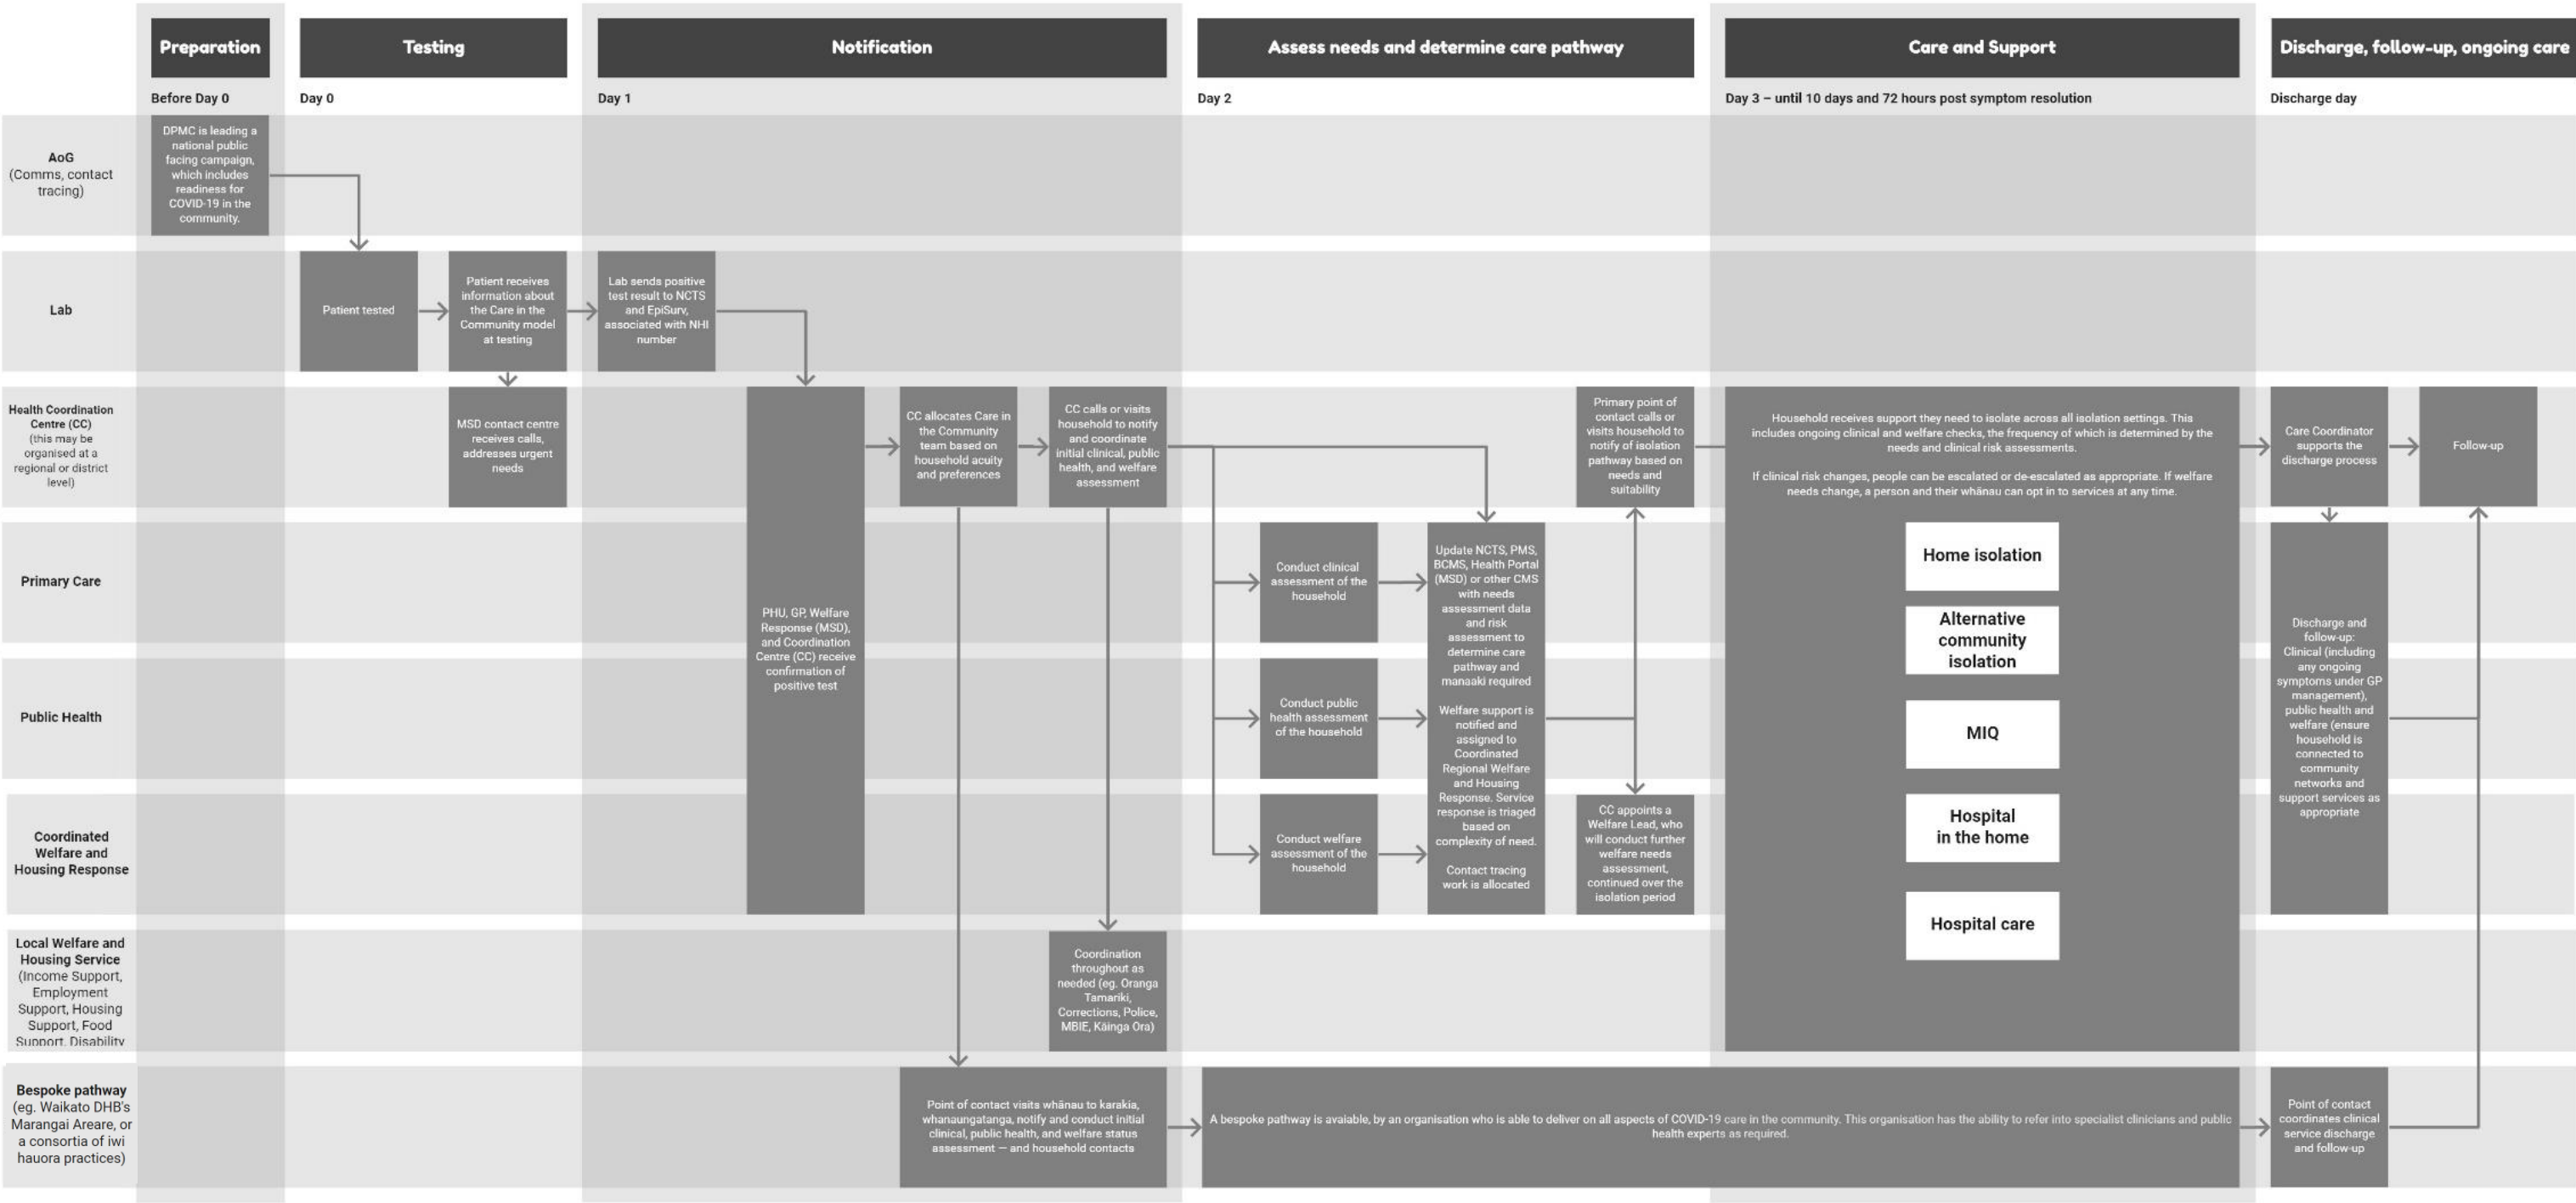 Preparation
Testing
Notification
Assess needs and determine care pathway
Care and Support
Discharge, follow-up, ongoing care
Before Day 0
Day 0
Day 1
Day 2
Day 3 – until 10 days and 72 hours post symptom resolution
Discharge day
AoG
(Comms, contact
tracing)
DPMC is leading a
national public
facing campaign,
which includes
readiness for
COVID-19 in the
community.
Lab
Patient tested
Patient receives
information about
the Care in the
Community model
at testing
Lab sends positive
test result to NCTS
and EpiSurv,
associated with NHI
number
Health Coordination
Centre (CC)
(this may be
organised at a
regional or district
level)
MSD contact centre
receives calls,
addresses urgent
needs
PHU, GP, Welfare
Response (MSD),
and Coordination
Centre (CC) receive
confirmation of
positive test
CC allocates Care in
the Community
team based on
household acuity
and preferences
CC calls or visits
household to notify
and coordinate
initial clinical, public
health, and welfare
assessment
Primary point of
contact calls or
visits household to
notify of isolation
pathway based on
needs and
suitability
Household receives support they need to isolate across all isolation settings. This
includes ongoing clinical and welfare checks, the frequency of which is determined by the
needs and clinical risk assessments.
If clinical risk changes, people can be escalated or de-escalated as appropriate. If welfare
needs change, a person and their whānau can opt in to services at any time.
Home isolation
Alternative
community
isolation
MIQ
Hospital
in the home
Hospital care
Care Coordinator
supports the
discharge process
Follow-up
Primary Care
Conduct clinical
assessment of the
household
Update NCTS, PMS,
BCMS, Health Portal
(MSD) or other CMS
with needs
assessment data
and risk
assessment to
determine care
pathway and
manaaki required
Welfare support is
notified and
assigned to
Coordinated
Regional Welfare
and Housing
Response. Service
response is triaged
based on
complexity of need.
Contact tracing
work is allocated
Discharge and
follow-up:
Clinical (including
any ongoing
symptoms under GP
management),
public health and
welfare (ensure
household is
connected to
community
networks and
support services as
appropriate
Public Health
Conduct public
health assessment
of the household
Coordinated
Welfare and
Housing Response
Conduct welfare
assessment of the
household
CC appoints a
Welfare Lead, who
will conduct further
welfare needs
assessment,
continued over the
isolation period
Local Welfare and
Housing Service
(Income Support,
Employment
Support, Housing
Support, Food
Support, Disability
Coordination
throughout as
needed (eg. Oranga
Tamariki,
Corrections, Police,
MBIE, Kāinga Ora)
Bespoke pathway
(eg. Waikato DHB's
Marangai Areare, or
a consortia of iwi
hauora practices)
Point of contact visits whānau to karakia,
whanaungatanga, notify and conduct initial
clinical, public health, and welfare status
assessment — and household contacts
A bespoke pathway is avaiable, by an organisation who is able to deliver on all aspects of COVID-19 care in the community. This organisation has the ability to refer into specialist clinicians and public
health experts as required.
Point of contact
coordinates clinical
service discharge
and follow-up